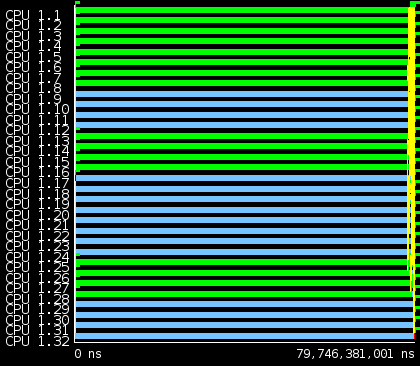 CPU 1.1
CPU 1.2
CPU 1.3
CPU 1.4
CPU 1.5
CPU 1.6
CPU 1.7
CPU 1.8
CPU 1.9
CPU 1.10
CPU 1.11
CPU 1.12
CPU 1.13
CPU 1.14
CPU 1.15
CPU 1.16
CPU 1.17
CPU 1.18
CPU 1.19
CPU 1.20
CPU 1.21
CPU 1.22
CPU 1.23
CPU 1.24
CPU 1.25
CPU 1.26
CPU 1.27
CPU 1.28
CPU 1.29
CPU 1.30
CPU 1.31
CPU 1.32
0 ns 79,746,381,001 ns